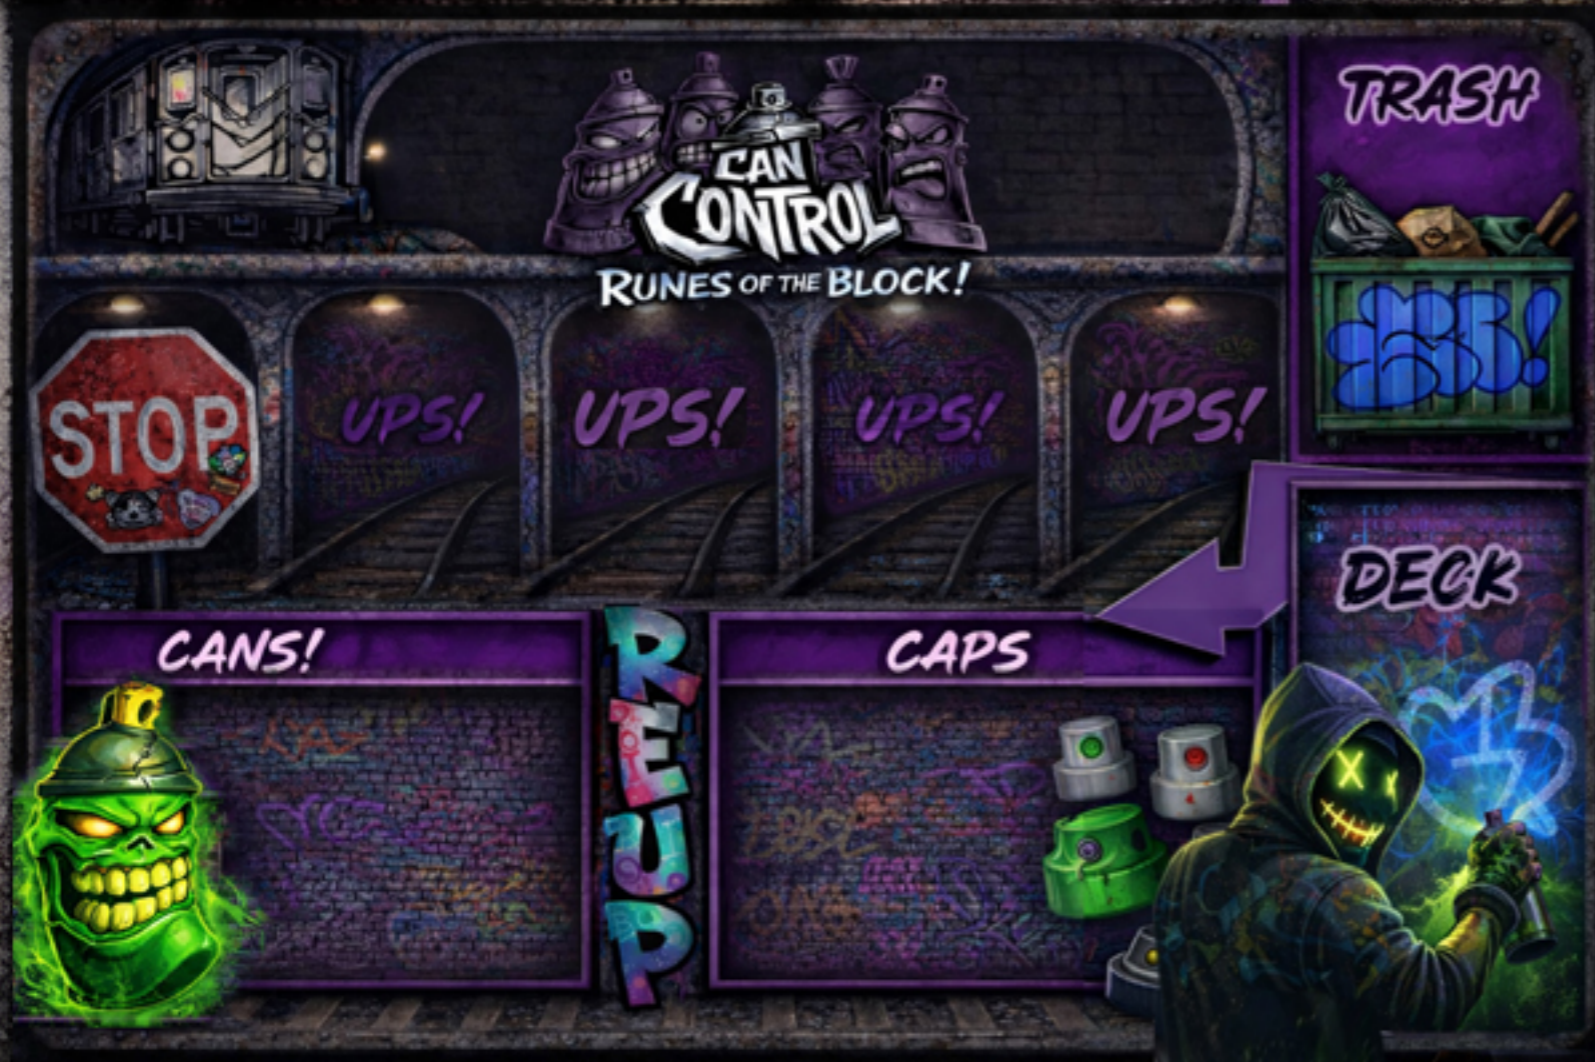 TRASH
CAN
CONTROL
RUNES OF THE BLOCK!
STOP
UPS!
UPS!
UPS!
UPS!
DECK
CANS!
REUP
CAPS